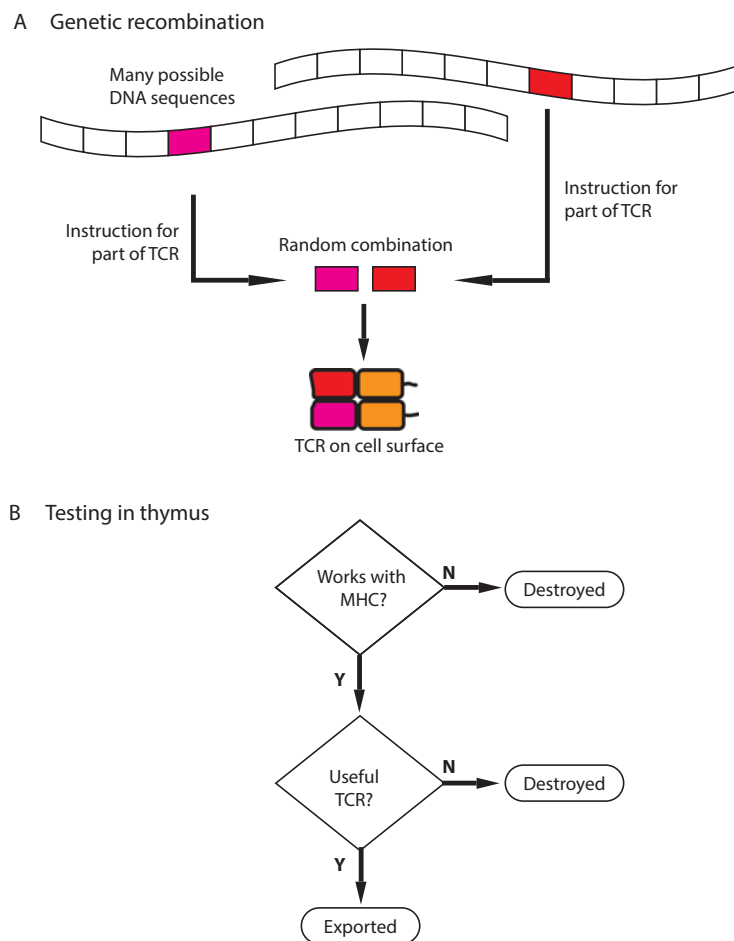 A Genetic recombination
Many possible
DNA sequences
Instruction for
part of TCR
Instruction for
part of TCR
Random combination
TCR on cell surface
B Testing in thymus
Works with
MHC?
N
Destroyed
Y
Useful
TCR?
N
Destroyed
Y
Exported